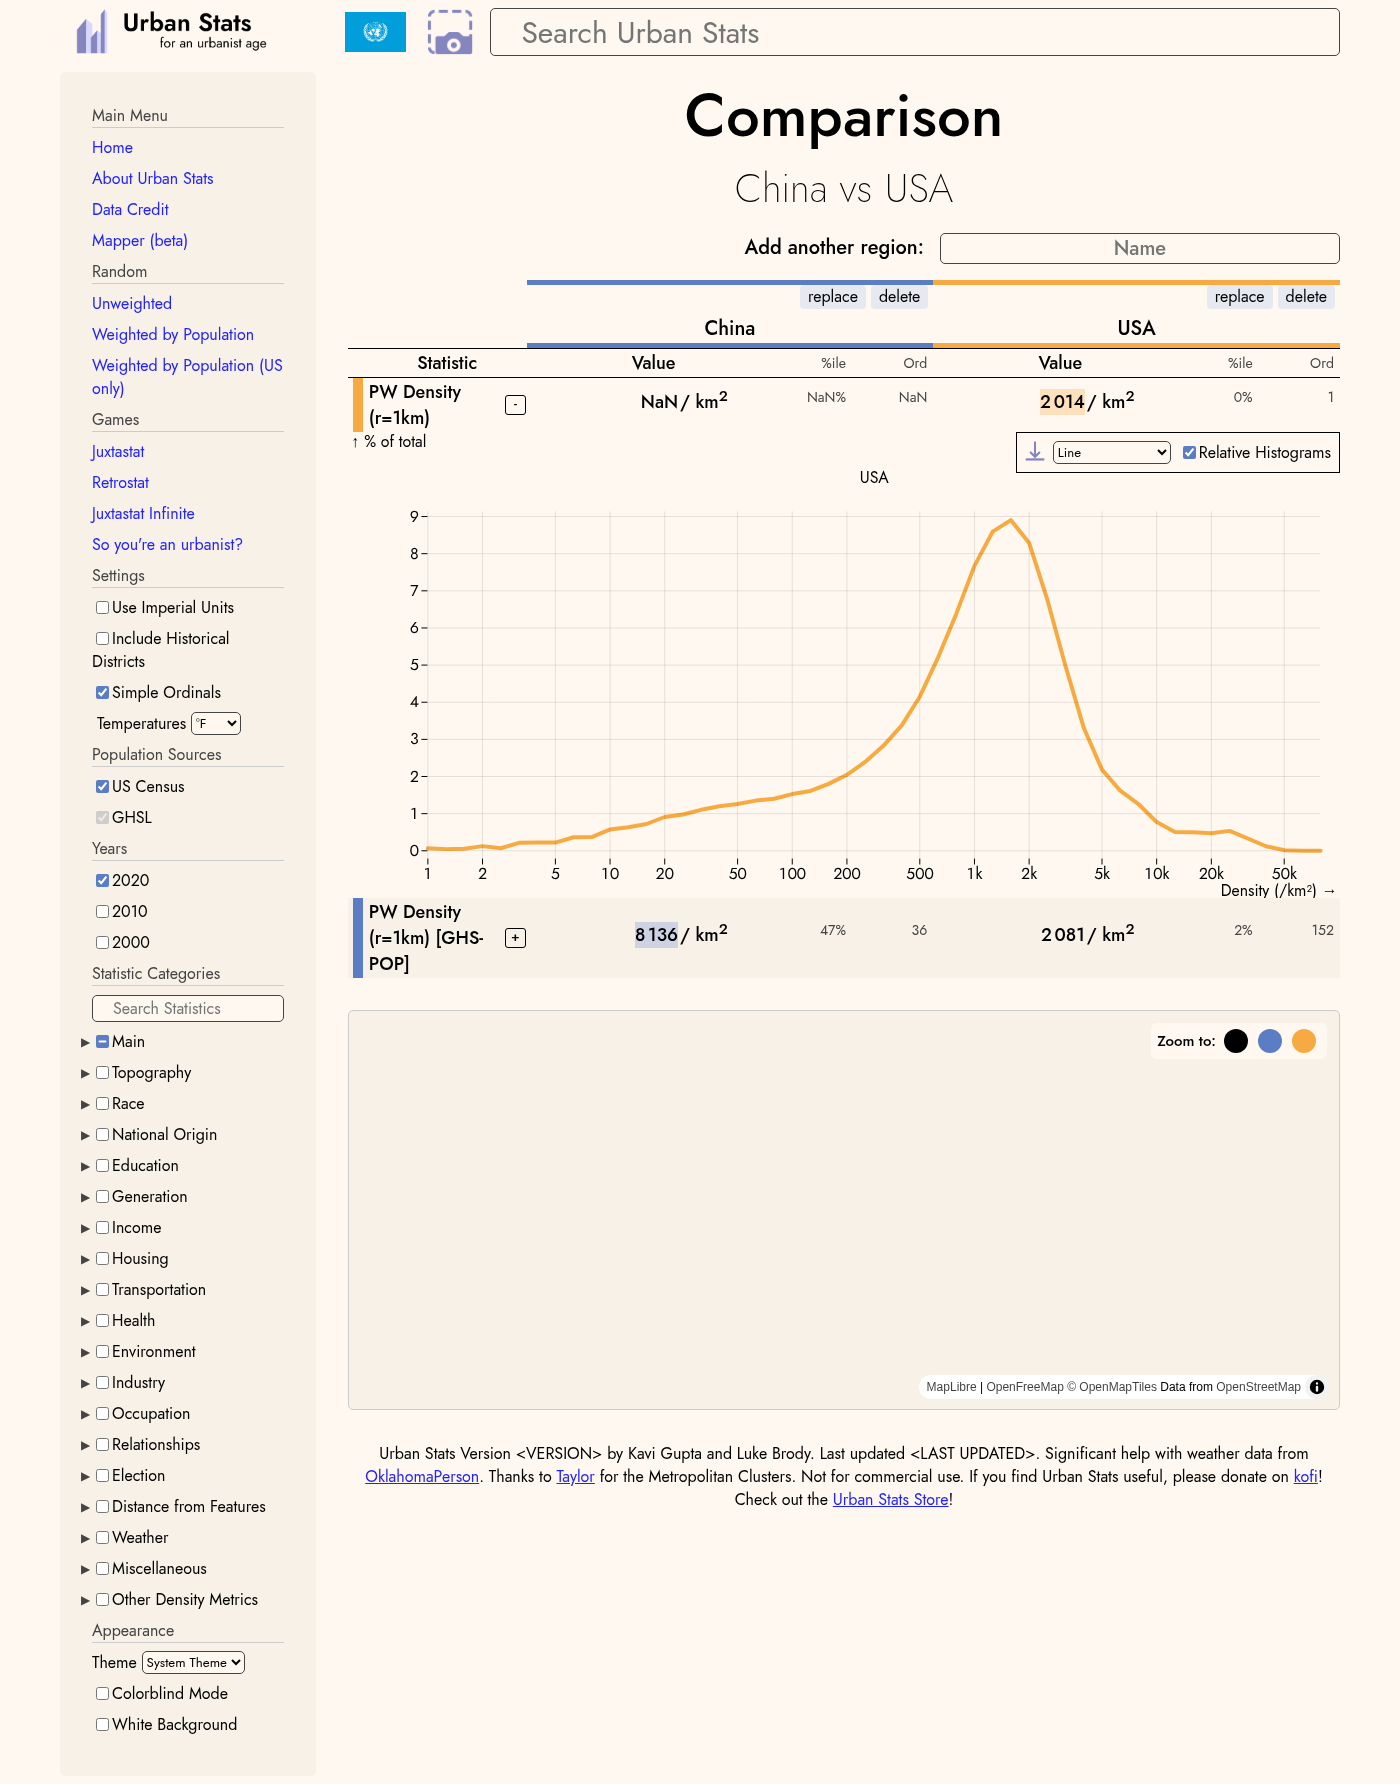 Urban Stats
for an urbanist age
Search Urban Stats
Main Menu
Home
About Urban Stats
Data Credit
Mapper (beta)
Random
Unweighted
Weighted by Population
Weighted by Population (US
only)
Games
Juxtastat
Retrostat
Juxtastat Infinite
So you're an urbanist?
Settings
Use Imperial Units
Include Historical
Districts
Simple Ordinals
Temperatures °F
Population Sources
US Census
GHSL
Years
2020
2010
2000
Statistic Categories
Search Statistics
Main
Topography
Race
National Origin
Education
Generation
Income
Housing
Transportation
Health
Environment
Industry
Occupation
Relationships
Election
Distance from Features
Weather
Miscellaneous
Other Density Metrics
Appearance
Theme System Theme
Colorblind Mode
White Background
Comparison
China vs USA
Add another region: Name
replace delete replace delete
China USA
Statistic Value %ile Ord Value %ile Ord
PW Density
(r=1km) - NaN / km² NaN% NaN 2 014 / km² 0% 1
↑ % of total
Line Relative Histograms
USA
9
8
7
6
5
4
3
2
1
0
1 2 5 10 20 50 100 200 500 1k 2k 5k 10k 20k 50k
Density (/km²) →
PW Density
(r=1km) [GHS-
POP] + 8 136 / km² 47% 36 2 081 / km² 2% 152
Zoom to:
MapLibre | OpenFreeMap © OpenMapTiles Data from OpenStreetMap
Urban Stats Version <VERSION> by Kavi Gupta and Luke Brody. Last updated <LAST UPDATED>. Significant help with weather data from
OklahomaPerson. Thanks to Taylor for the Metropolitan Clusters. Not for commercial use. If you find Urban Stats useful, please donate on kofi!
Check out the Urban Stats Store!